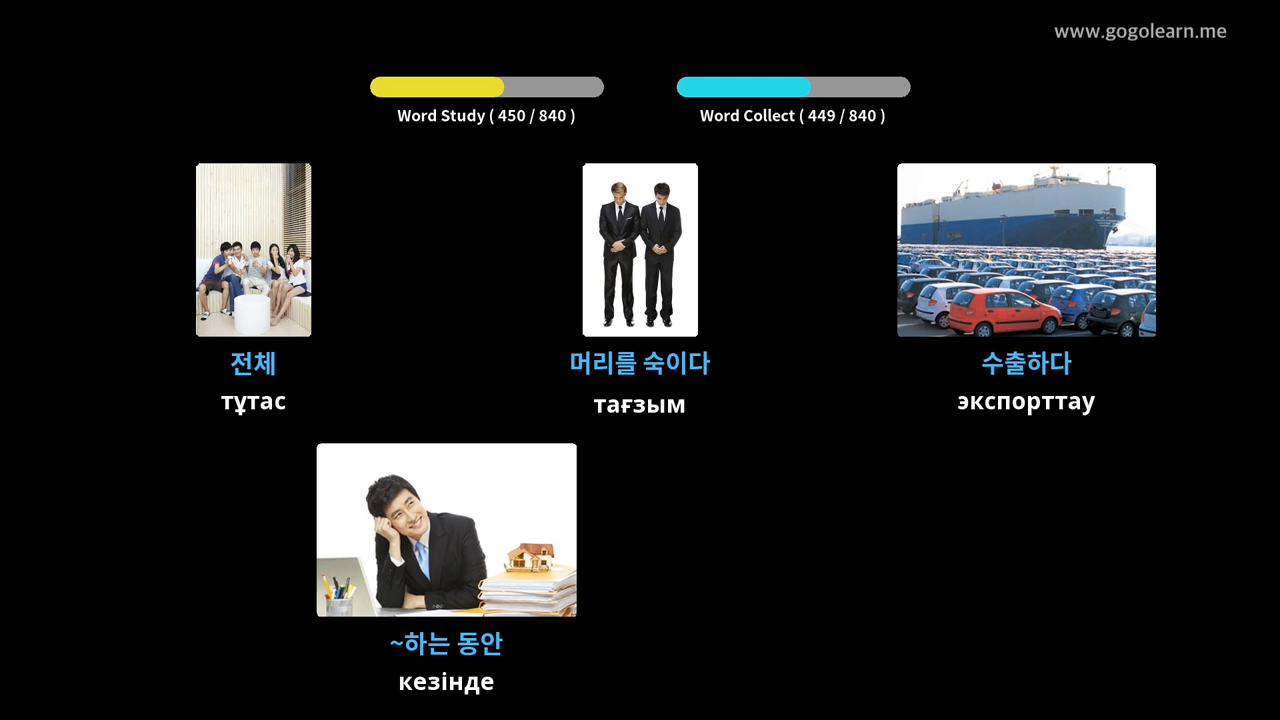 www.gogolearn.me
Word Study ( 450 / 840 )
Word Collect ( 449 / 840 )
전체
тұтас
머리를 숙이다
тағзым
수출하다
экспорттау
~하는 동안
кезінде